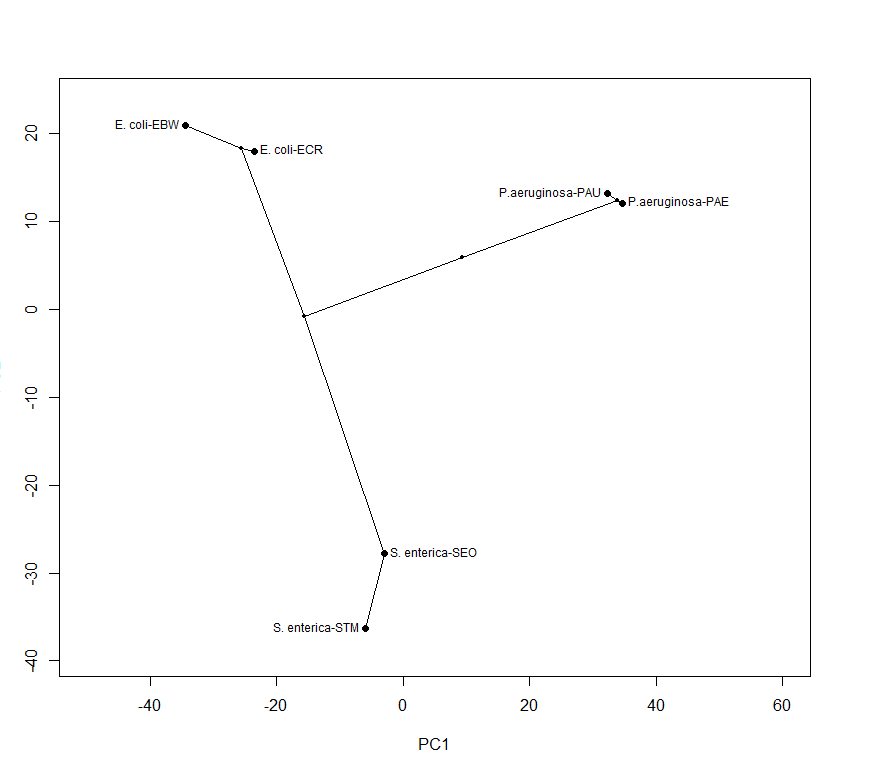 20
10
0
-10
-20
-30
-40
E. coli-EBW
E. coli-ECR
P.aeruginosa-PAU
P.aeruginosa-PAE
S. enterica-SEO
S. enterica-STM
-40 -20 0 20 40 60
PC1